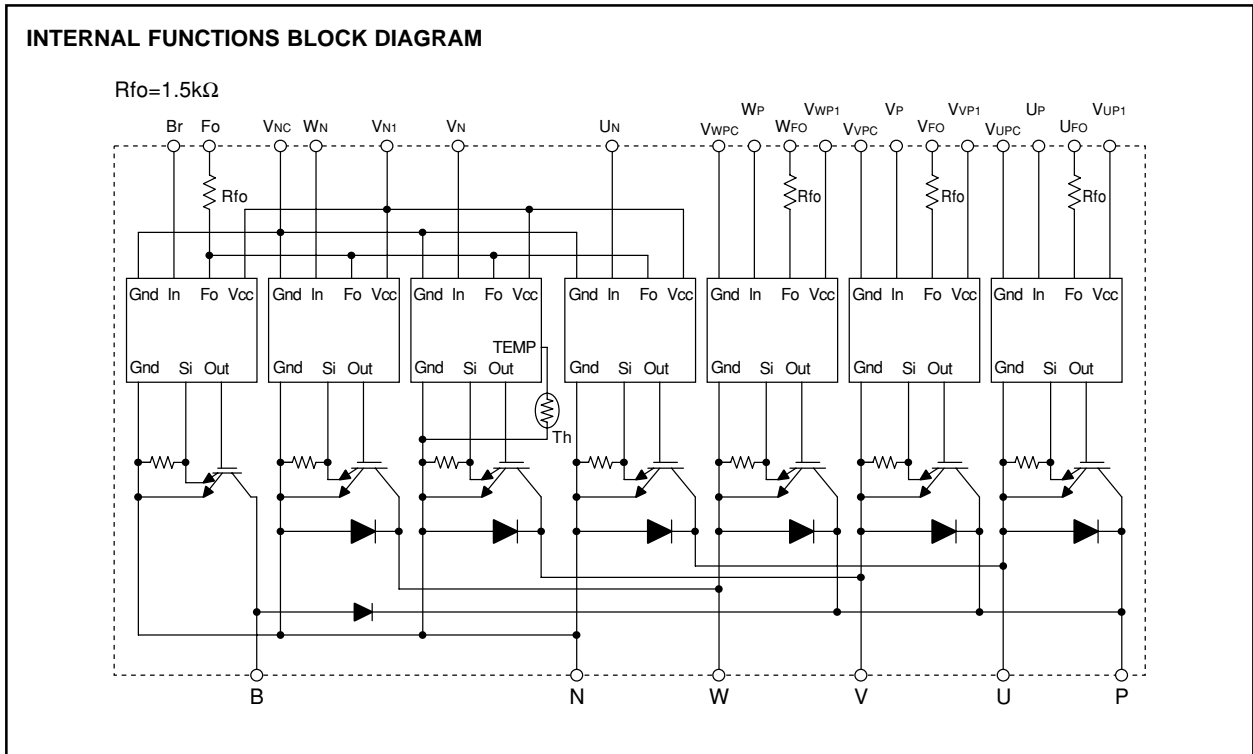 INTERNAL FUNCTIONS BLOCK DIAGRAM
Rfo=1.5kΩ
WP VWP1 VP VVP1 UP VUP1
Br Fo VNC WN VN1 VN UN VWPC WFO VVPC VFO VUPC UFO
Rfo Rfo Rfo Rfo
Gnd In Fo Vcc Gnd In Fo Vcc Gnd In Fo Vcc Gnd In Fo Vcc Gnd In Fo Vcc Gnd In Fo Vcc Gnd In Fo Vcc
TEMP
Gnd Si Out Gnd Si Out Gnd Si Out Gnd Si Out Gnd Si Out Gnd Si Out Gnd Si Out
Th
B N W V U P